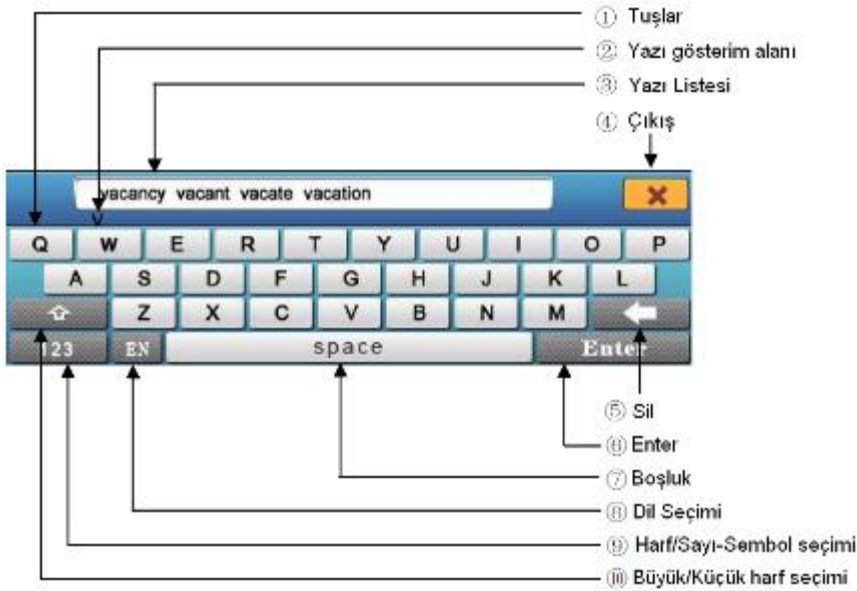 ① Tuşlar
② Yazı gösterim alanı
③ Yazı Listesi
④ Çıkış
vacancy vacant vacate vacation
v
Q W E R T Y U I O P
A S D F G H J K L
Z X C V B N M
123 EN space Enter
⑤ Sil
⑥ Enter
⑦ Boşluk
⑧ Dil Seçimi
⑨ Harf/Sayı-Sembol seçimi
⑩ Büyük/Küçük harf seçimi